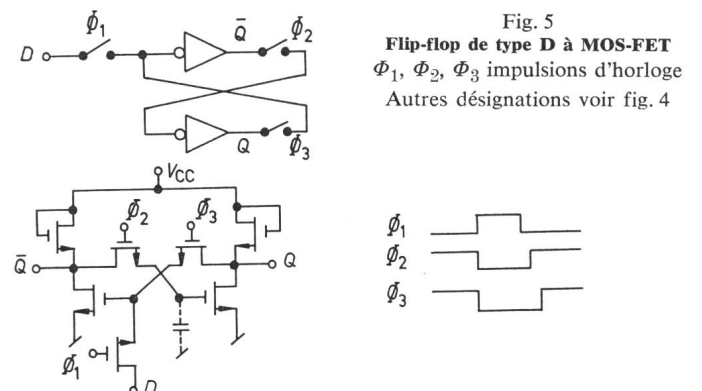 Fig. 5
Flip-flop de type D à MOS-FET
Φ1, Φ2, Φ3 impulsions d'horloge
Autres désignations voir fig. 4
D
Φ1
Q̄
Φ2
Q
Φ3
VCC
Φ2
Φ3
Q̄
Q
Φ1
D
Φ1
Φ2
Φ3